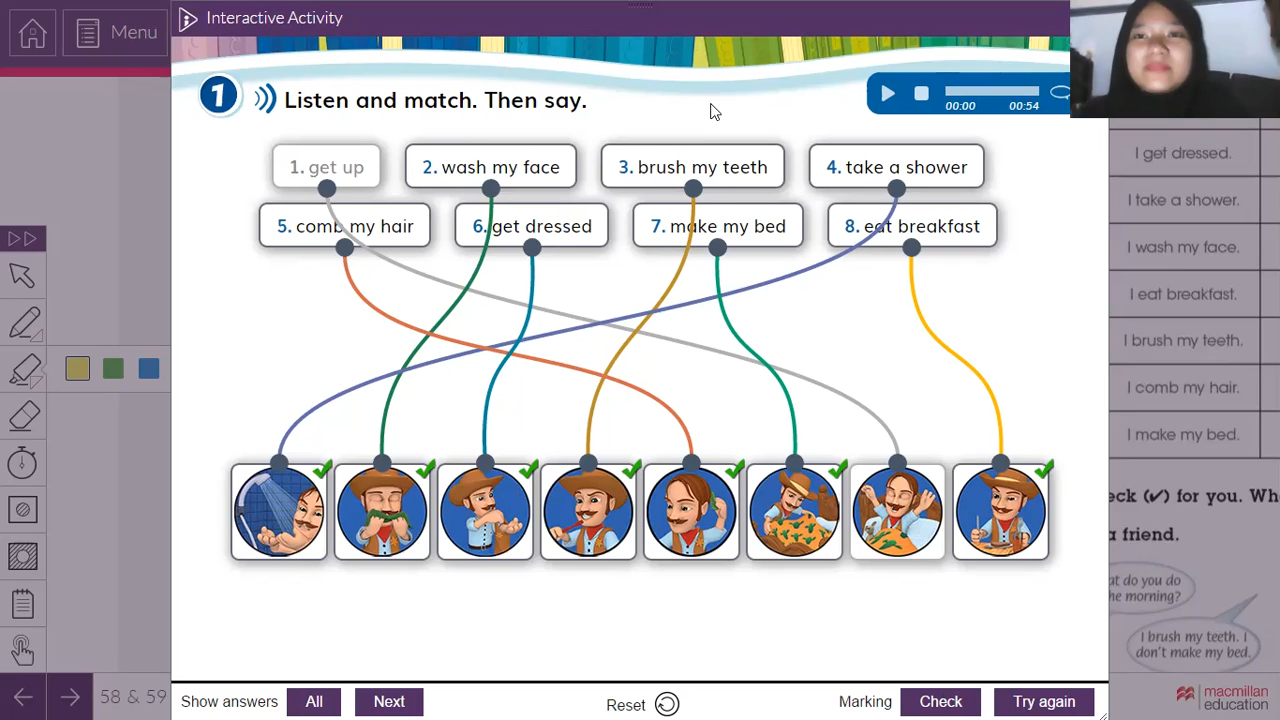 Menu
Interactive Activity
1 Listen and match. Then say.
00:00 00:54
1. get up
2. wash my face
3. brush my teeth
4. take a shower
5. comb my hair
6. get dressed
7. make my bed
8. eat breakfast
I get dressed.
I take a shower.
I wash my face.
I eat breakfast.
I brush my teeth.
I comb my hair.
I make my bed.
eck (✔) for you. Wh
a friend.
at do you do
he morning?
I brush my teeth. I
don't make my bed.
58 & 59
Show answers All Next
Reset
Marking Check Try again
macmillan
education